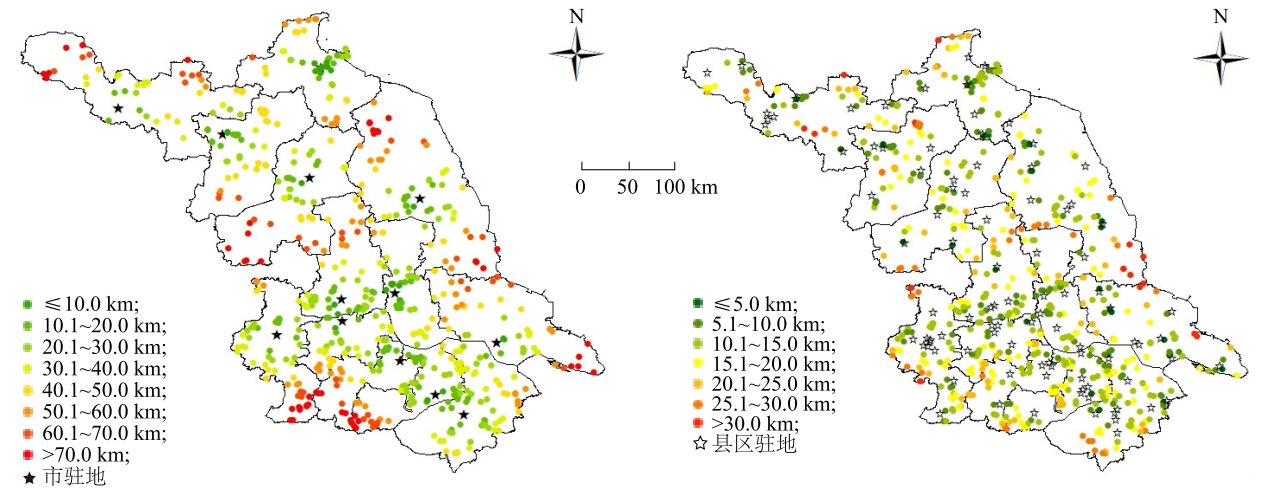 N
0 50 100 km
≤10.0 km;
10.1~20.0 km;
20.1~30.0 km;
30.1~40.0 km;
40.1~50.0 km;
50.1~60.0 km;
60.1~70.0 km;
>70.0 km;
市驻地
N
≤5.0 km;
5.1~10.0 km;
10.1~15.0 km;
15.1~20.0 km;
20.1~25.0 km;
25.1~30.0 km;
>30.0 km;
县区驻地